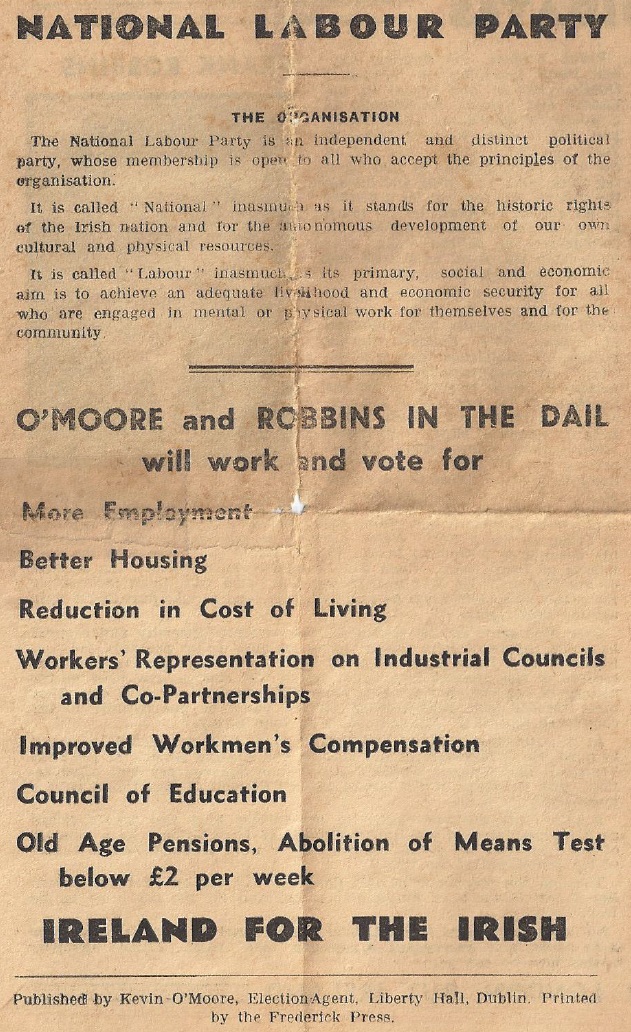 NATIONAL LABOUR PARTY
THE ORGANISATION
The National Labour Party is an independent and distinct political
party, whose membership is open to all who accept the principles of the
organisation.
It is called "National" inasmuch as it stands for the historic rights
of the Irish nation and for the autonomous development of our own
cultural and physical resources.
It is called "Labour" inasmuch as its primary, social and economic
aim is to achieve an adequate livelihood and economic security for all
who are engaged in mental or physical work for themselves and for the
community.
O'MOORE and ROBBINS IN THE DAIL
will work and vote for
More Employment
Better Housing
Reduction in Cost of Living
Workers' Representation on Industrial Councils
and Co-Partnerships
Improved Workmen's Compensation
Council of Education
Old Age Pensions, Abolition of Means Test
below £2 per week
IRELAND FOR THE IRISH
Published by Kevin O'Moore, Election Agent, Liberty Hall, Dublin. Printed
by the Frederick Press.